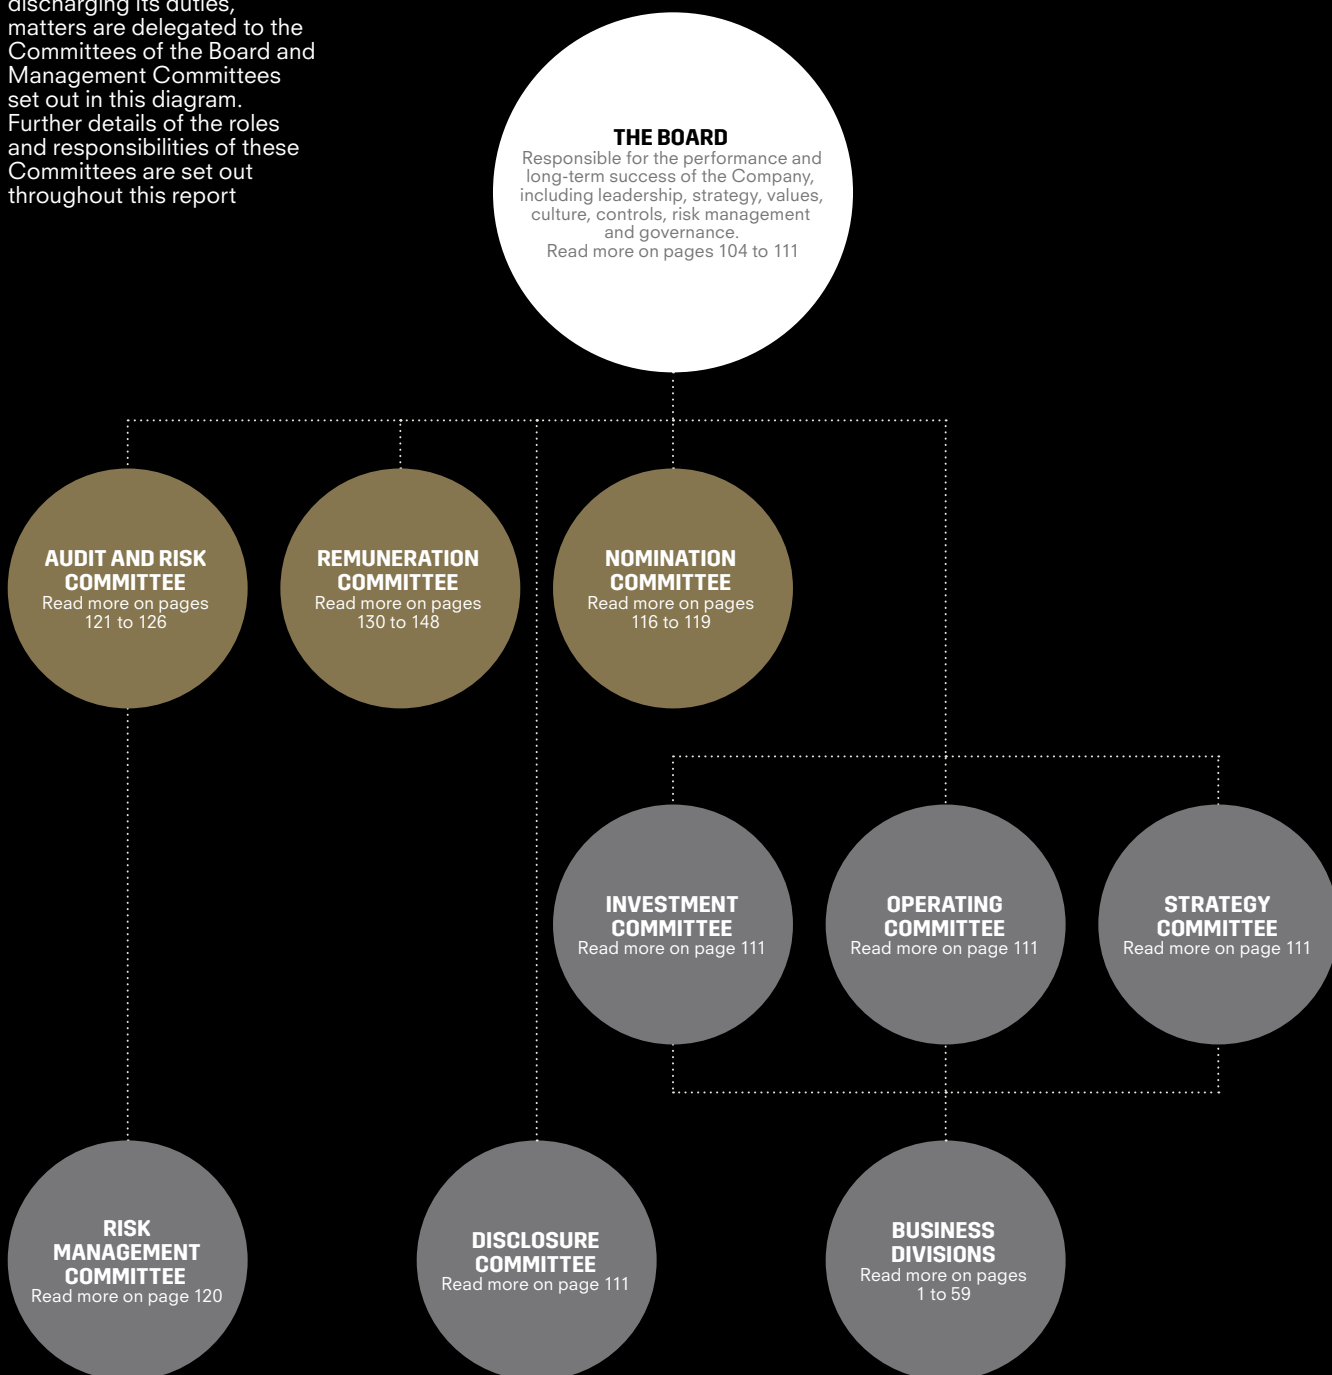 discharging its duties,
matters are delegated to the
Committees of the Board and
Management Committees
set out in this diagram.
Further details of the roles
and responsibilities of these
Committees are set out
throughout this report
THE BOARD
Responsible for the performance and
long-term success of the Company,
including leadership, strategy, values,
culture, controls, risk management
and governance.
Read more on pages 104 to 111
AUDIT AND RISK
COMMITTEE
Read more on pages
121 to 126
REMUNERATION
COMMITTEE
Read more on pages
130 to 148
NOMINATION
COMMITTEE
Read more on pages
116 to 119
INVESTMENT
COMMITTEE
Read more on page 111
OPERATING
COMMITTEE
Read more on page 111
STRATEGY
COMMITTEE
Read more on page 111
RISK
MANAGEMENT
COMMITTEE
Read more on page 120
DISCLOSURE
COMMITTEE
Read more on page 111
BUSINESS
DIVISIONS
Read more on pages
1 to 59